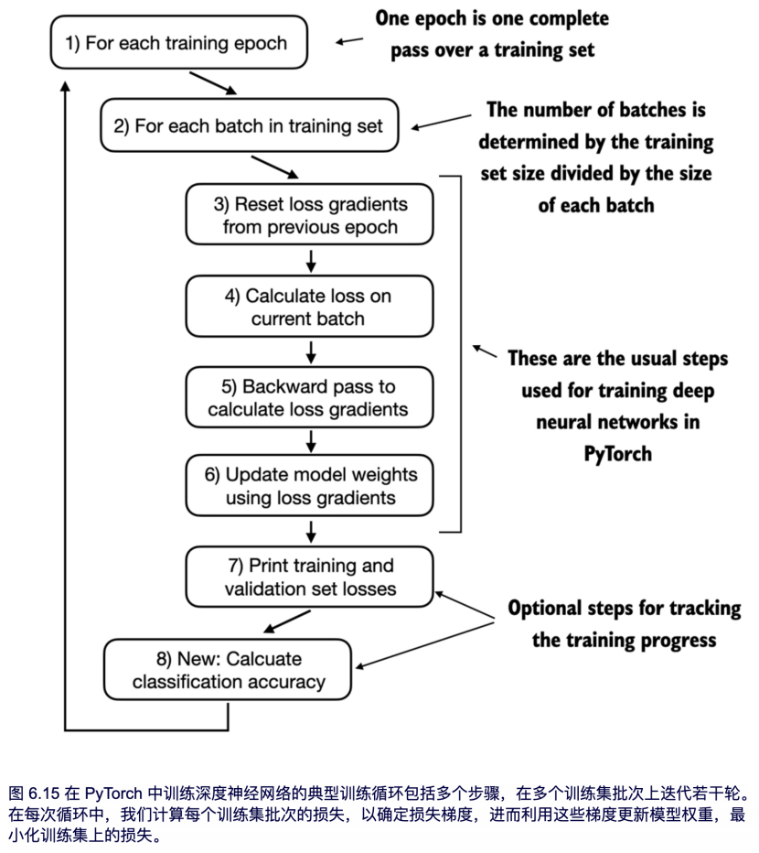 1) For each training epoch
One epoch is one complete
pass over a training set
2) For each batch in training set
The number of batches is
determined by the training
set size divided by the size
of each batch
3) Reset loss gradients
from previous epoch
4) Calculate loss on
current batch
5) Backward pass to
calculate loss gradients
6) Update model weights
using loss gradients
These are the usual steps
used for training deep
neural networks in
PyTorch
7) Print training and
validation set losses
8) New: Calcuate
classification accuracy
Optional steps for tracking
the training progress
图 6.15 在 PyTorch 中训练深度神经网络的典型训练循环包括多个步骤，在多个训练集批次上迭代若干轮。
在每次循环中，我们计算每个训练集批次的损失，以确定损失梯度，进而利用这些梯度更新模型权重，最
小化训练集上的损失。